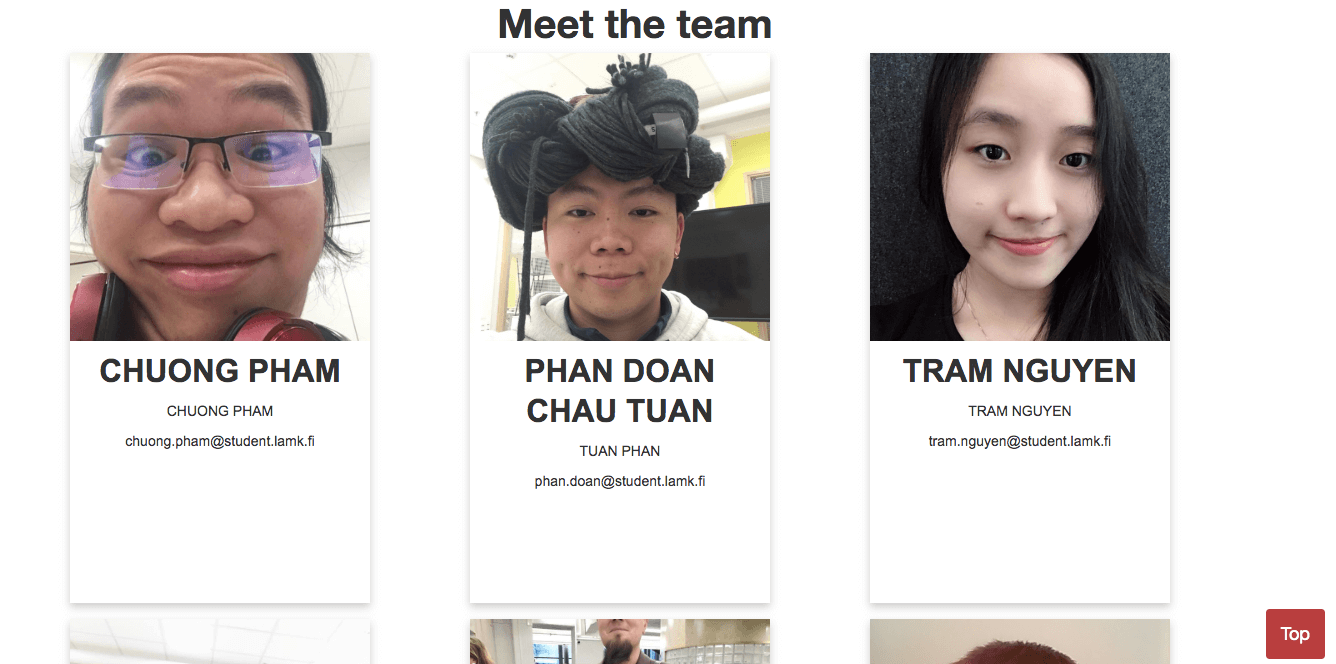 Meet the team
CHUONG PHAM
CHUONG PHAM
chuong.pham@student.lamk.fi
PHAN DOAN
CHAU TUAN
TUAN PHAN
phan.doan@student.lamk.fi
TRAM NGUYEN
TRAM NGUYEN
tram.nguyen@student.lamk.fi
Top